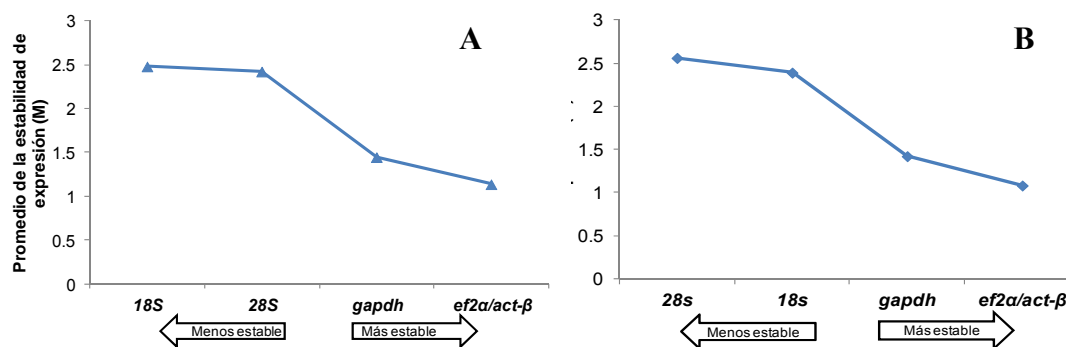 Promedio de la estabilidad de
expresión (M)
3
2.5
2
1.5
1
0.5
0
A
18S 28S gapdh ef2α/act-β
Menos estable Más estable
3
2.5
2
1.5
1
0.5
0
B
28s 18s gapdh ef2α/act-β
Menos estable Más estable